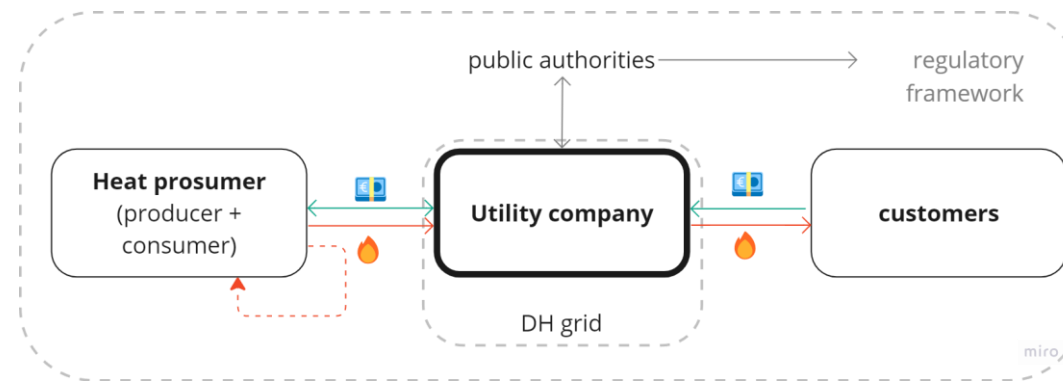 public authorities
regulatory
framework
Heat prosumer
(producer +
consumer)
Utility company
customers
DH grid
miro